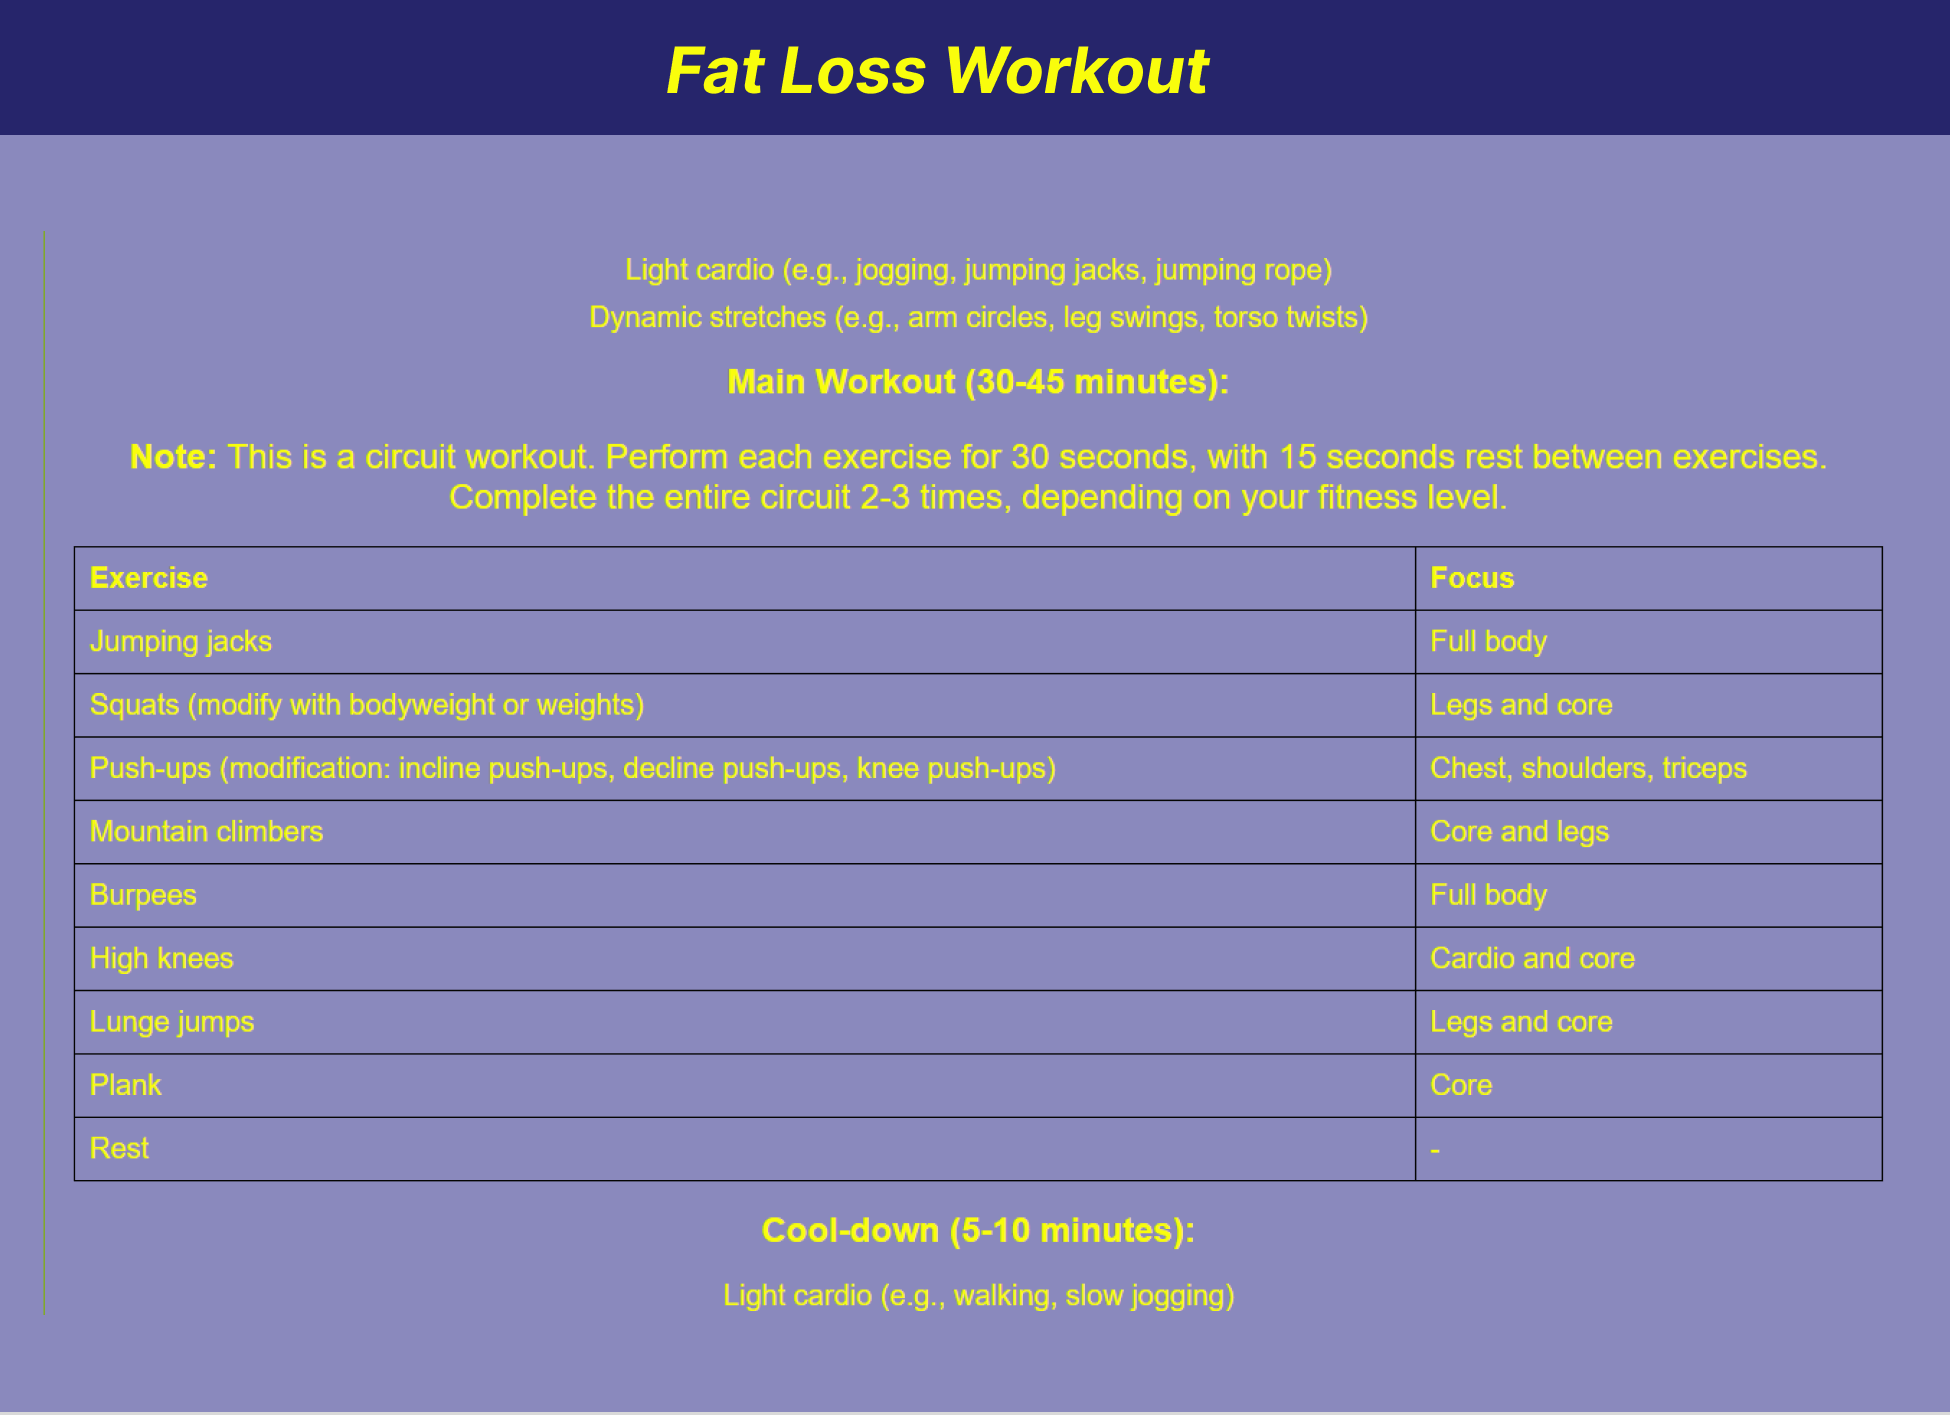 Fat Loss Workout
Light cardio (e.g., jogging, jumping jacks, jumping rope)
Dynamic stretches (e.g., arm circles, leg swings, torso twists)
Main Workout (30-45 minutes):
Note: This is a circuit workout. Perform each exercise for 30 seconds, with 15 seconds rest between exercises.
Complete the entire circuit 2-3 times, depending on your fitness level.
Exercise Focus
Jumping jacks Full body
Squats (modify with bodyweight or weights) Legs and core
Push-ups (modification: incline push-ups, decline push-ups, knee push-ups) Chest, shoulders, triceps
Mountain climbers Core and legs
Burpees Full body
High knees Cardio and core
Lunge jumps Legs and core
Plank Core
Rest -
Cool-down (5-10 minutes):
Light cardio (e.g., walking, slow jogging)